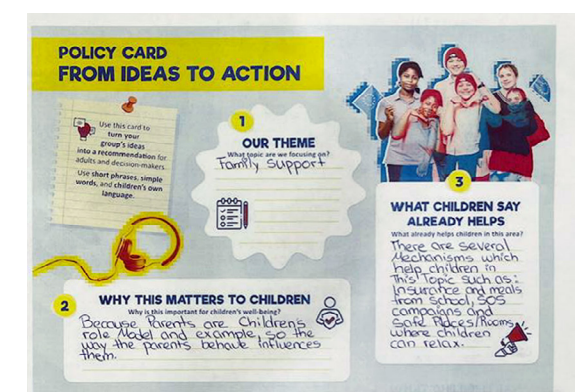 POLICY CARD
FROM IDEAS TO ACTION
Use this card to
turn your
group's ideas
into a recommendation for
adults and decision-makers.
Use short phrases, simple
words, and children's own
language.
1
OUR THEME
What topic are we focusing on?
Family Support
2
WHY THIS MATTERS TO CHILDREN
Why is this important for children's well-being?
Because Parents are Children's
role Model and example, so the
way the parents behave influences
them.
3
WHAT CHILDREN SAY
ALREADY HELPS
What already helps children in this area?
There are several
Mechanisms which
help children in
This Topic such as:
Insurance and meals
from School, SOS
campaigns and
Safe Places/Rooms
where children
can relax.